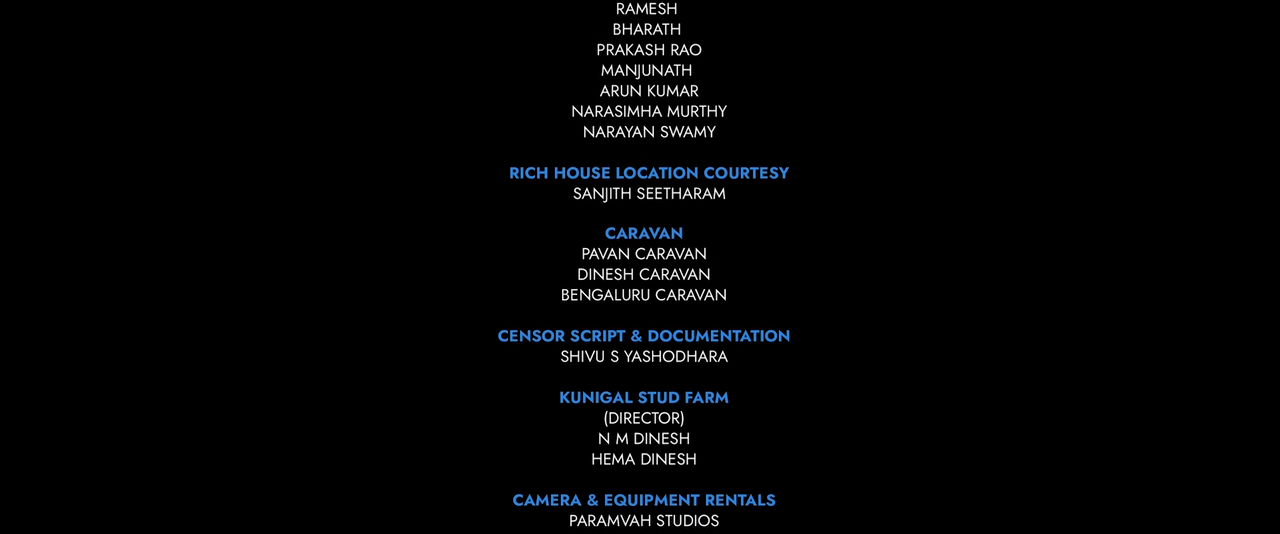 RAMESH
BHARATH
PRAKASH RAO
MANJUNATH
ARUN KUMAR
NARASIMHA MURTHY
NARAYAN SWAMY
RICH HOUSE LOCATION COURTESY
SANJITH SEETHARAM
CARAVAN
PAVAN CARAVAN
DINESH CARAVAN
BENGALURU CARAVAN
CENSOR SCRIPT & DOCUMENTATION
SHIVU S YASHODHARA
KUNIGAL STUD FARM
(DIRECTOR)
N M DINESH
HEMA DINESH
CAMERA & EQUIPMENT RENTALS
PARAMVAH STUDIOS